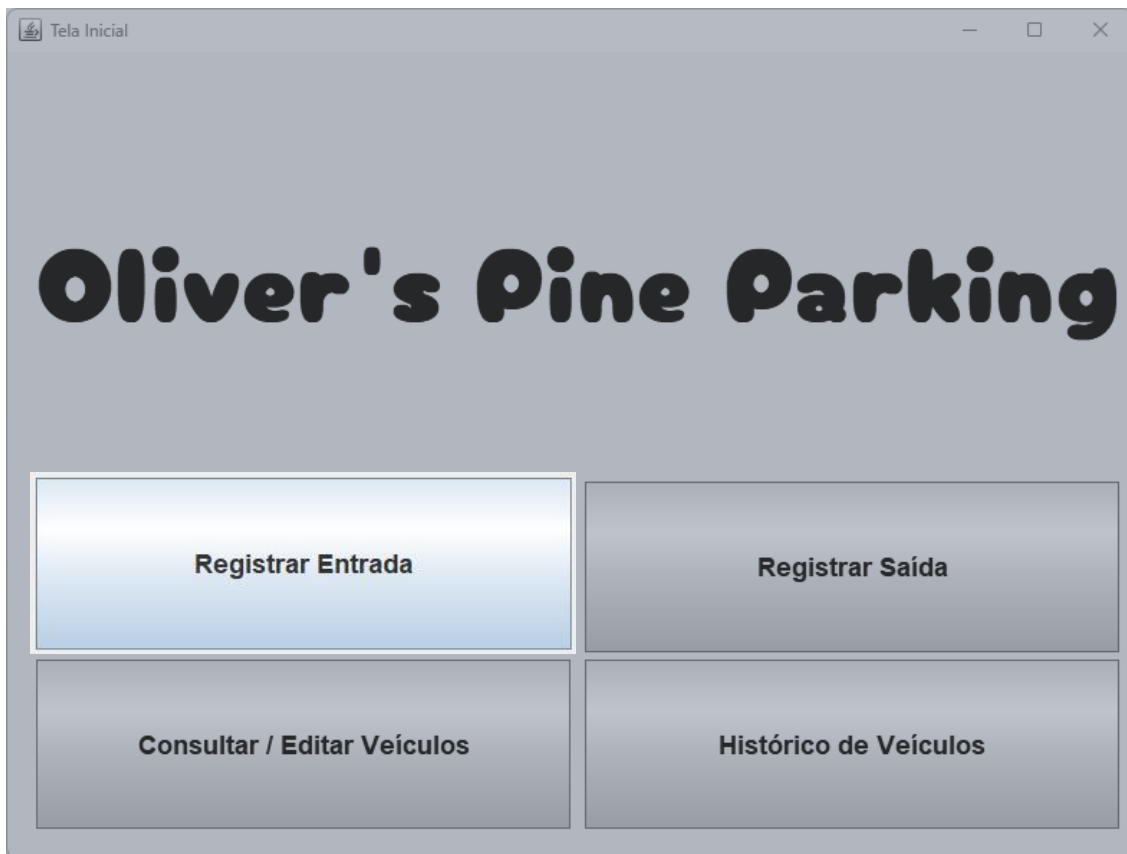 Tela Inicial
Oliver's Pine Parking
Registrar Entrada
Registrar Saída
Consultar / Editar Veículos
Histórico de Veículos